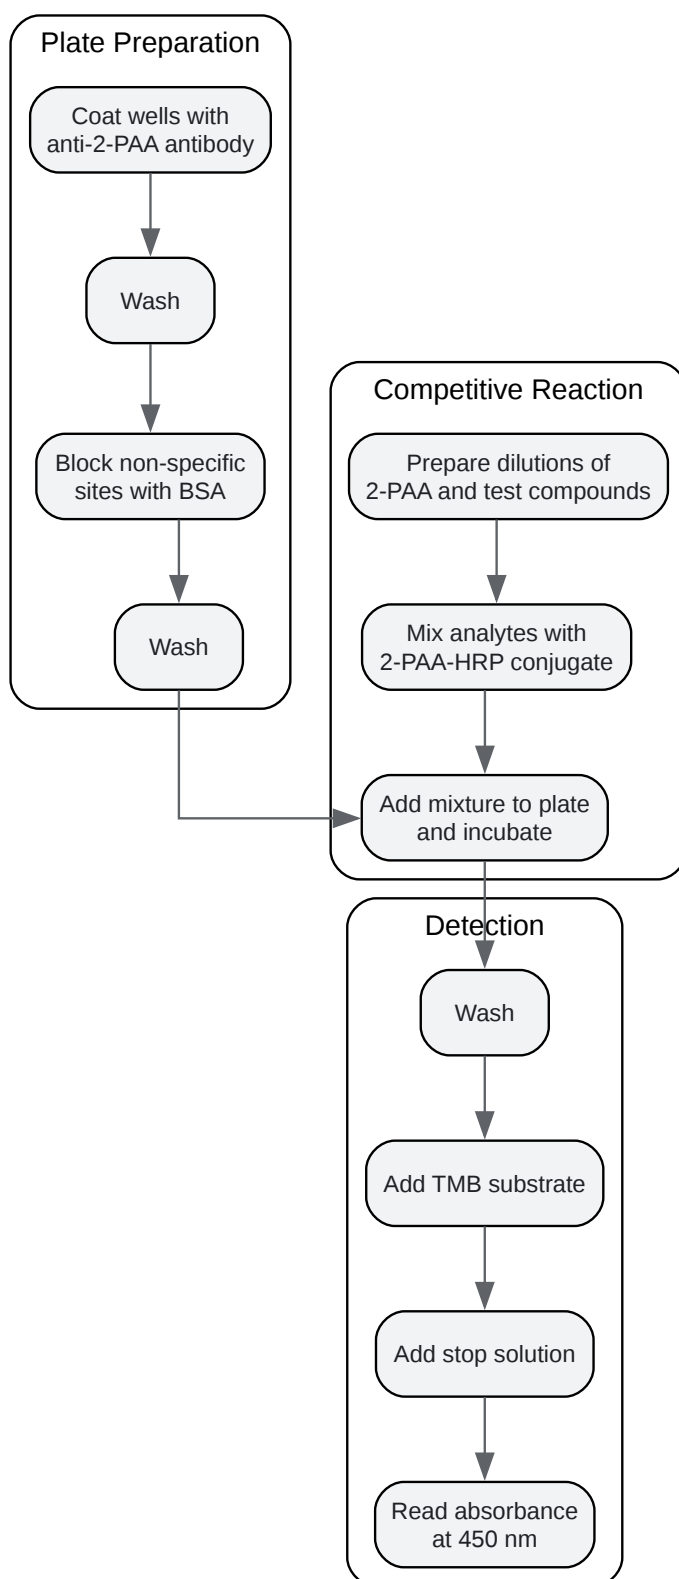 Plate Preparation
Coat wells with
anti-2-PAA antibody
Wash
Block non-specific
sites with BSA
Wash
Competitive Reaction
Prepare dilutions of
2-PAA and test compounds
Mix analytes with
2-PAA-HRP conjugate
Add mixture to plate
and incubate
Detection
Wash
Add TMB substrate
Add stop solution
Read absorbance
at 450 nm